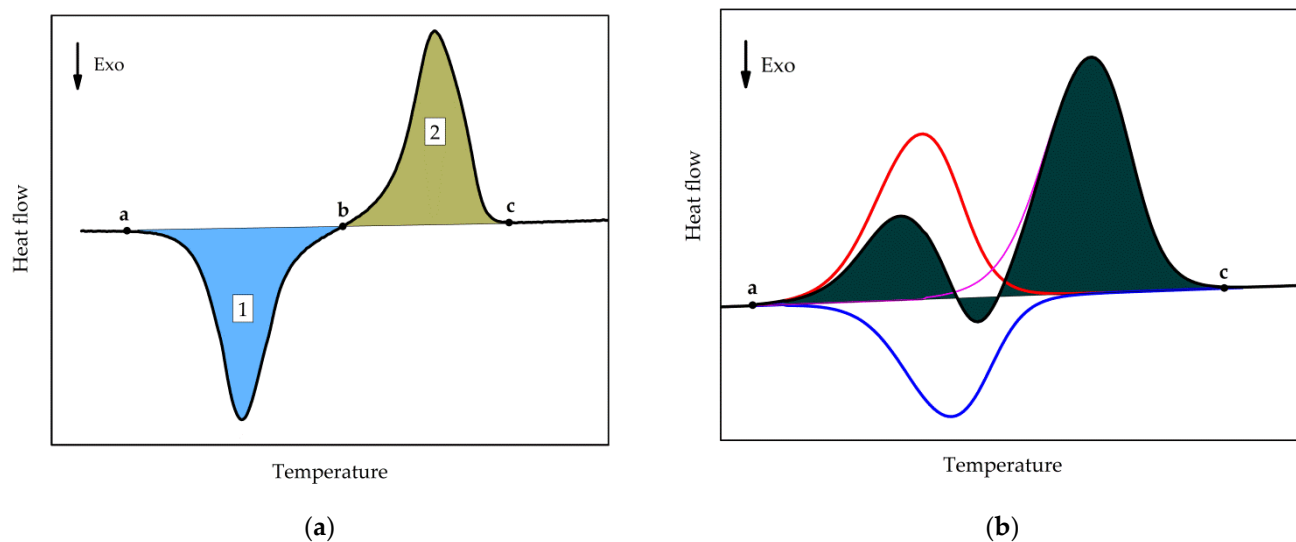 Exo
a
b
c
1
2
Heat flow
Temperature
(a)
Exo
a
c
Heat flow
Temperature
(b)